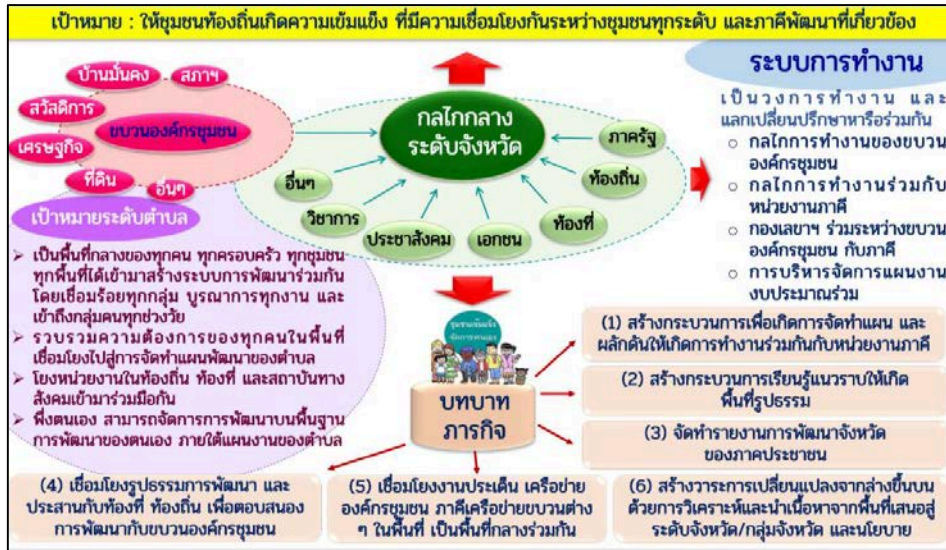 เป้าหมาย : ให้ชุมชนท้องถิ่นเกิดความเข้มแข็ง ที่มีความเชื่อมโยงกันระหว่างชุมชนทุกระดับ และภาคีพัฒนาที่เกี่ยวข้อง
บ้านมั่นคง
สภาฯ
สวัสดิการ
ขบวนองค์กรชุมชน
เศรษฐกิจ
ที่ดิน
อื่นๆ
กลไกกลาง
ระดับจังหวัด
ภาครัฐ
ท้องถิ่น
ท้องที่
เอกชน
ประชาสังคม
วิชาการ
อื่นๆ
ระบบการทำงาน
เป็นวงการทำงาน และ
แลกเปลี่ยนปรึกษาหารือร่วมกัน
o กลไกการทำงานของขบวน
องค์กรชุมชน
o กลไกการทำงานร่วมกับ
หน่วยงานภาคี
o กองเลขาฯ ร่วมระหว่างขบวน
องค์กรชุมชน กับภาคี
o การบริหารจัดการแผนงาน
งบประมาณร่วม
เป้าหมายระดับตำบล
➢ เป็นพื้นที่กลางของทุกคน ทุกครอบครัว ทุกชุมชน
ทุกพื้นที่ได้เข้ามาสร้างระบบการพัฒนาร่วมกัน
โดยเชื่อมร้อยทุกกลุ่ม บูรณาการทุกงาน และ
เข้าถึงกลุ่มคนทุกช่วงวัย
➢ รวบรวมความต้องการของทุกคนในพื้นที่
เชื่อมโยงไปสู่การจัดทำแผนพัฒนาของตำบล
➢ โยงหน่วยงานในท้องถิ่น ท้องที่ และสถาบันทาง
สังคมเข้ามาร่วมมือกัน
➢ พึ่งตนเอง สามารถจัดการการพัฒนาบนพื้นฐาน
การพัฒนาของตนเอง ภายใต้แผนงานของตำบล
ชุมชนเข้มแข็ง
จัดการตนเอง
บทบาท
ภารกิจ
(1) สร้างกระบวนการเพื่อเกิดการจัดทำแผน และ
ผลักดันให้เกิดการทำงานร่วมกันกับหน่วยงานภาคี
(2) สร้างกระบวนการเรียนรู้แนวราบให้เกิด
พื้นที่รูปธรรม
(3) จัดทำรายงานการพัฒนาจังหวัด
ของภาคประชาชน
(4) เชื่อมโยงรูปธรรมการพัฒนา และ
ประสานกับท้องที่ ท้องถิ่น เพื่อตอบสนอง
การพัฒนากับขบวนองค์กรชุมชน
(5) เชื่อมโยงงานประเด็น เครือข่าย
องค์กรชุมชน ภาคีเครือข่ายขบวนต่าง
ๆ ในพื้นที่ เป็นพื้นที่กลางร่วมกัน
(6) สร้างวาระการเปลี่ยนแปลงจากล่างขึ้นบน
ด้วยการวิเคราะห์และนำเนื้อหาจากพื้นที่เสนอสู่
ระดับจังหวัด/กลุ่มจังหวัด และนโยบาย